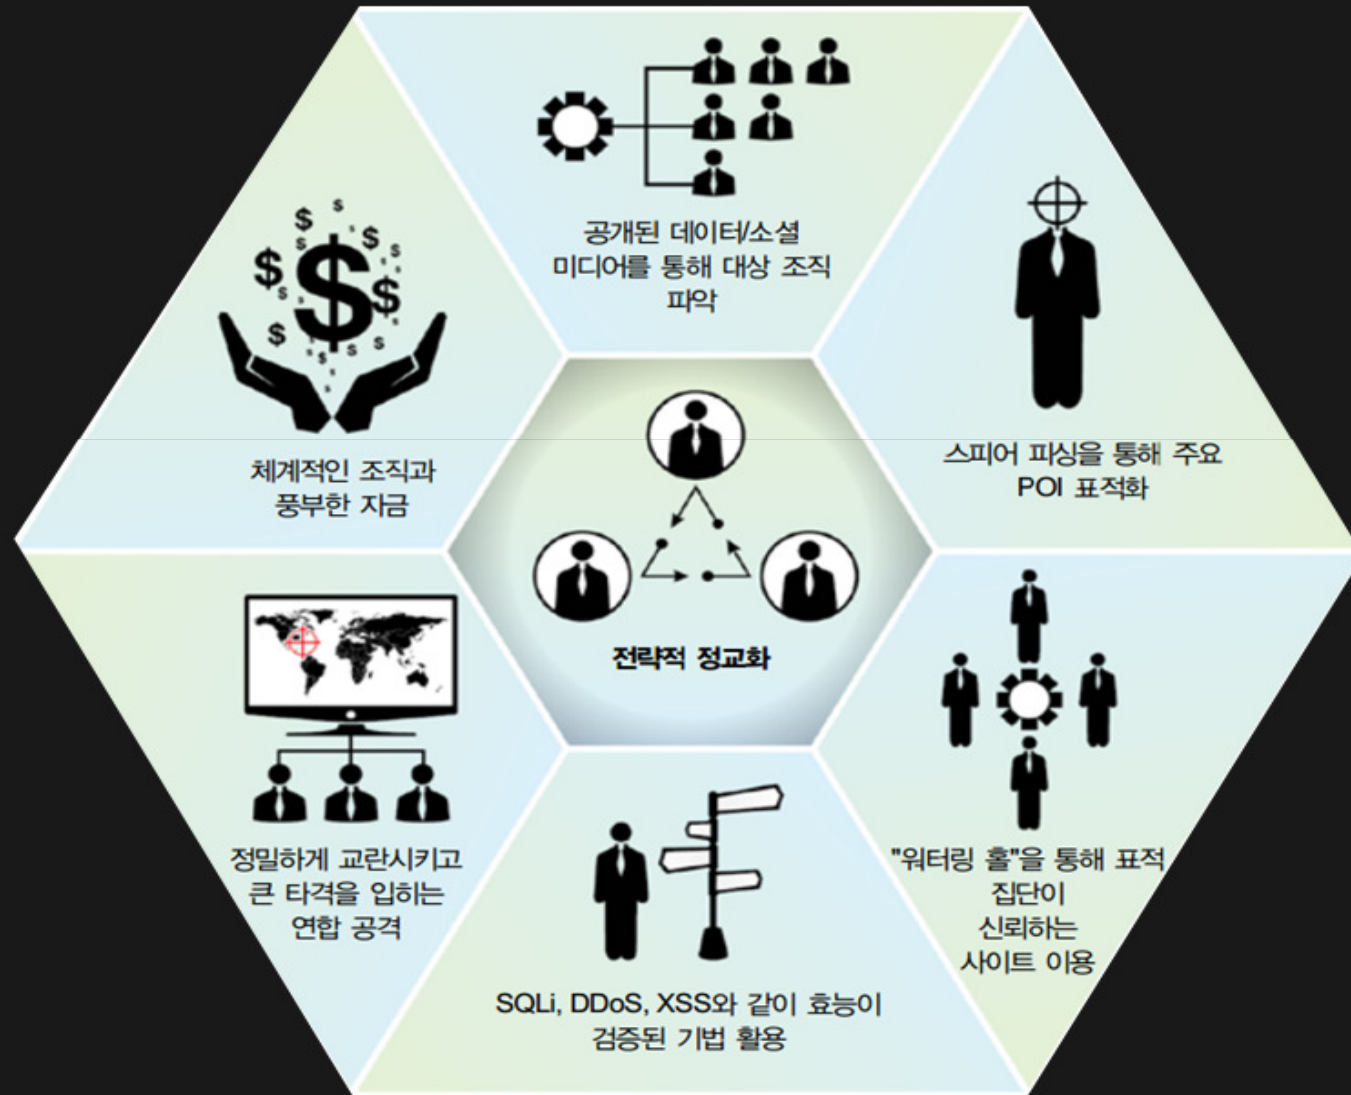 공개된 데이터/소셜
미디어를 통해 대상 조직
파악
스피어 피싱을 통해 주요
POI 표적화
"워터링 홀"을 통해 표적
집단이
신뢰하는
사이트 이용
SQLi, DDoS, XSS와 같이 효능이
검증된 기법 활용
정밀하게 교란시키고
큰 타격을 입히는
연합 공격
체계적인 조직과
풍부한 자금
전략적 정교화